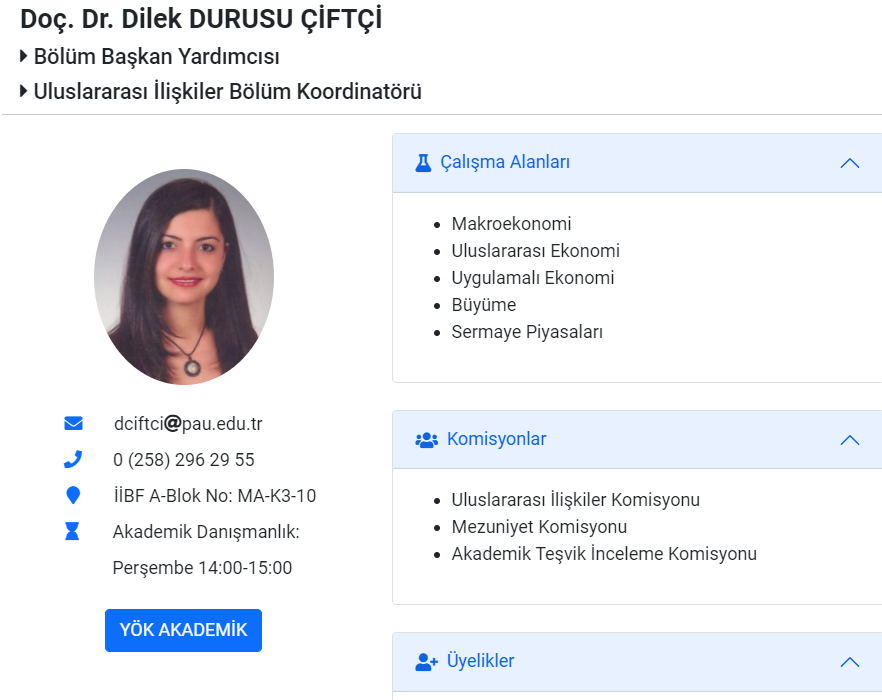 Doç. Dr. Dilek DURUSU ÇİFTÇİ
Bölüm Başkan Yardımcısı
Uluslararası İlişkiler Bölüm Koordinatörü
dciftci@pau.edu.tr
0 (258) 296 29 55
İİBF A-Blok No: MA-K3-10
Akademik Danışmanlık:
Perşembe 14:00-15:00
YÖK AKADEMİK
Çalışma Alanları
Makroekonomi
Uluslararası Ekonomi
Uygulamalı Ekonomi
Büyüme
Sermaye Piyasaları
Komisyonlar
Uluslararası İlişkiler Komisyonu
Mezuniyet Komisyonu
Akademik Teşvik İnceleme Komisyonu
Üyelikler